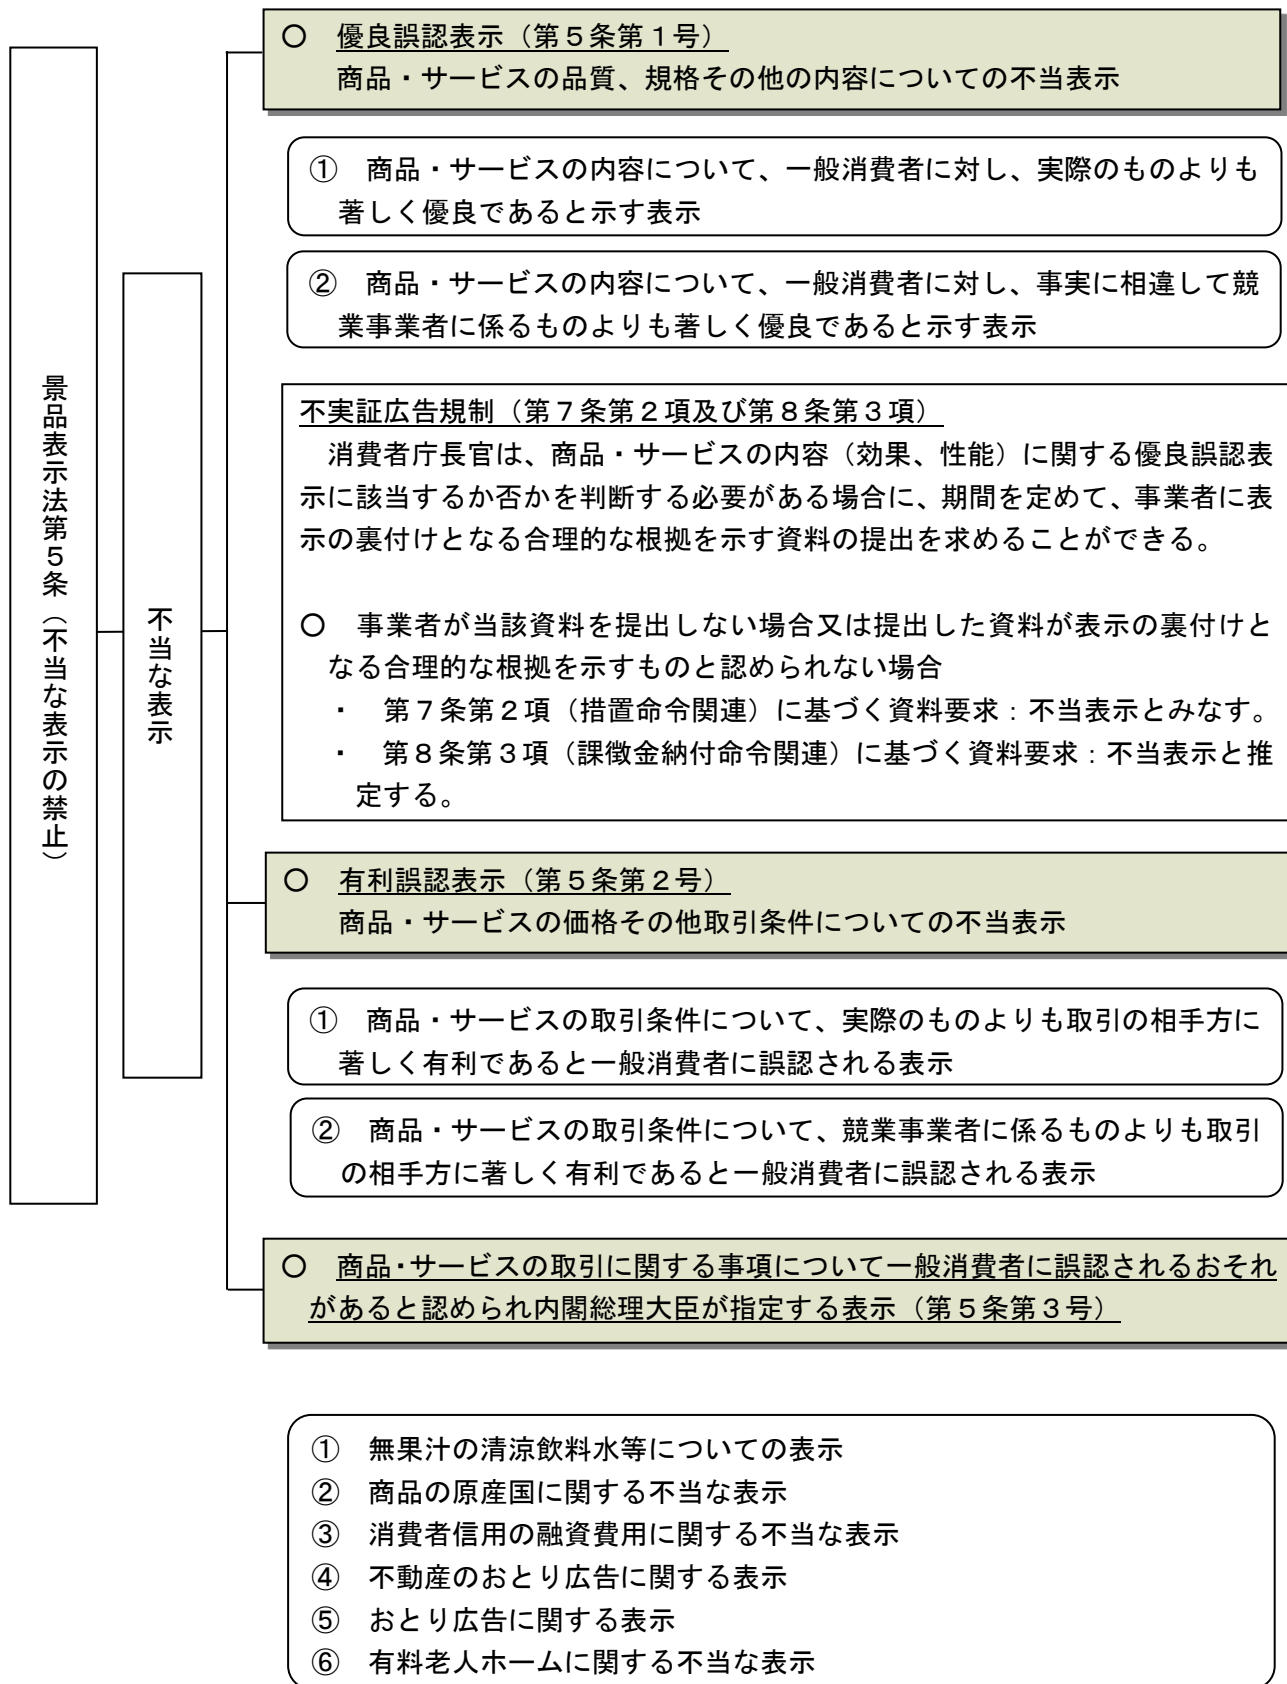 景品表示法第５条（不当な表示の禁止）
不当な表示
○　優良誤認表示（第５条第１号）
商品・サービスの品質、規格その他の内容についての不当表示
①　商品・サービスの内容について、一般消費者に対し、実際のものよりも
著しく優良であると示す表示
②　商品・サービスの内容について、一般消費者に対し、事実に相違して競
業事業者に係るものよりも著しく優良であると示す表示
不実証広告規制（第７条第２項及び第８条第３項）
消費者庁長官は、商品・サービスの内容（効果、性能）に関する優良誤認表
示に該当するか否かを判断する必要がある場合に、期間を定めて、事業者に表
示の裏付けとなる合理的な根拠を示す資料の提出を求めることができる。
○　事業者が当該資料を提出しない場合又は提出した資料が表示の裏付けと
なる合理的な根拠を示すものと認められない場合
・　第７条第２項（措置命令関連）に基づく資料要求：不当表示とみなす。
・　第８条第３項（課徴金納付命令関連）に基づく資料要求：不当表示と推
定する。
○　有利誤認表示（第５条第２号）
商品・サービスの価格その他取引条件についての不当表示
①　商品・サービスの取引条件について、実際のものよりも取引の相手方に
著しく有利であると一般消費者に誤認される表示
②　商品・サービスの取引条件について、競業事業者に係るものよりも取引
の相手方に著しく有利であると一般消費者に誤認される表示
○　商品・サービスの取引に関する事項について一般消費者に誤認されるおそれ
があると認められ内閣総理大臣が指定する表示（第５条第３号）
①　無果汁の清涼飲料水等についての表示
②　商品の原産国に関する不当な表示
③　消費者信用の融資費用に関する不当な表示
④　不動産のおとり広告に関する表示
⑤　おとり広告に関する表示
⑥　有料老人ホームに関する不当な表示